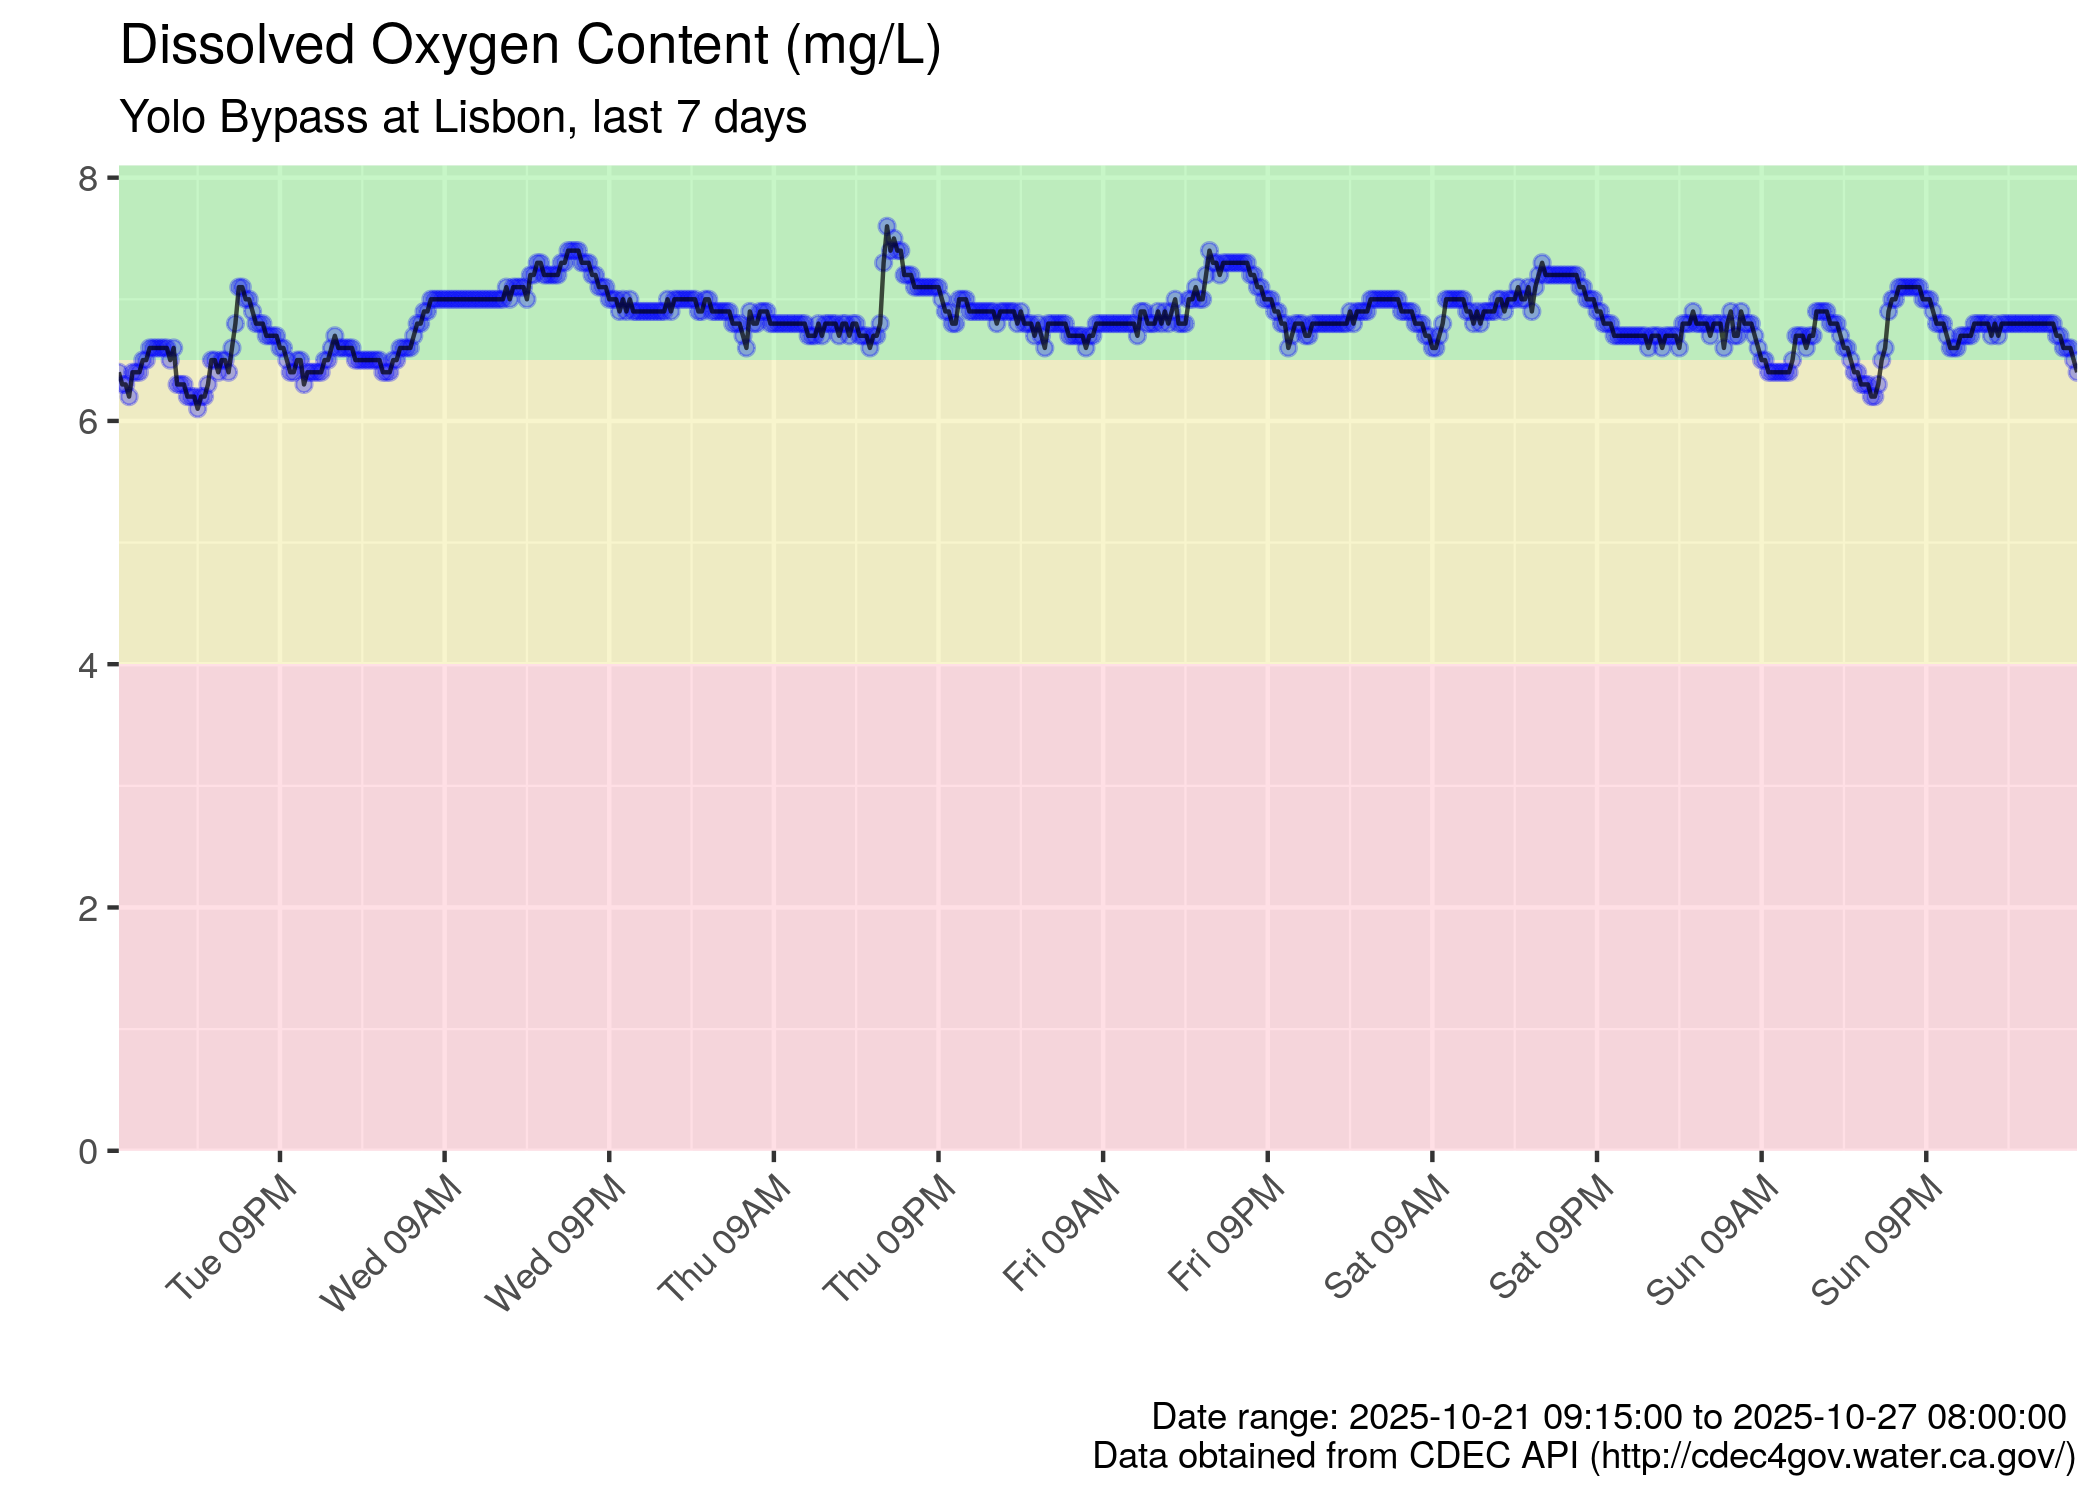 Dissolved Oxygen Content (mg/L)
Yolo Bypass at Lisbon, last 7 days
8
6
4
2
0
Tue 09PM
Wed 09AM
Wed 09PM
Thu 09AM
Thu 09PM
Fri 09AM
Fri 09PM
Sat 09AM
Sat 09PM
Sun 09AM
Sun 09PM
Date range: 2025-10-21 09:15:00 to 2025-10-27 08:00:00
Data obtained from CDEC API (http://cdec4gov.water.ca.gov/)